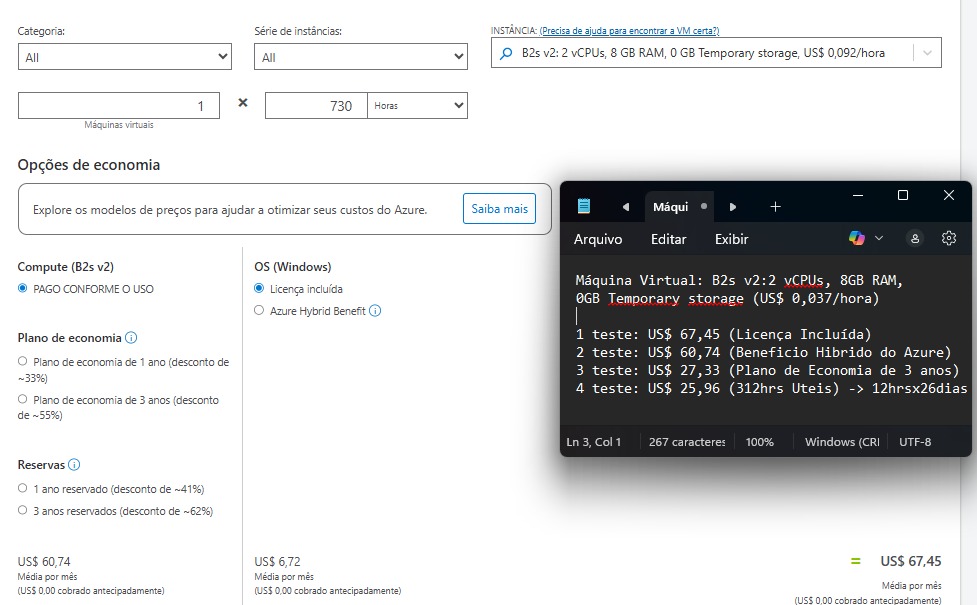 Categoria:
Série de instâncias:
INSTÂNCIA: (Precisa de ajuda para encontrar a VM certa?)
All
All
B2s v2: 2 vCPUs, 8 GB RAM, 0 GB Temporary storage, US$ 0,092/hora
1
×
730
Horas
Máquinas virtuais
Opções de economia
Explore os modelos de preços para ajudar a otimizar seus custos do Azure.
Saiba mais
Compute (B2s v2)
PAGO CONFORME O USO
Plano de economia
Plano de economia de 1 ano (desconto de
~33%)
Plano de economia de 3 anos (desconto
de ~55%)
Reservas
1 ano reservado (desconto de ~41%)
3 anos reservados (desconto de ~62%)
US$ 60,74
Média por mês
(US$ 0,00 cobrado antecipadamente)
OS (Windows)
Licença incluída
Azure Hybrid Benefit
US$ 6,72
Média por mês
(US$ 0,00 cobrado antecipadamente)
= US$ 67,45
Média por mês
(US$ 0,00 cobrado antecipadamente)
Máqui
Arquivo
Editar
Exibir
Máquina Virtual: B2s v2:2 vCPUs, 8GB RAM,
0GB Temporary storage (US$ 0,037/hora)
1 teste: US$ 67,45 (Licença Incluída)
2 teste: US$ 60,74 (Beneficio Hibrido do Azure)
3 teste: US$ 27,33 (Plano de Economia de 3 anos)
4 teste: US$ 25,96 (312hrs Uteis) -> 12hrsx26dias
Ln 3, Col 1
267 caracteres
100%
Windows (CRI
UTF-8